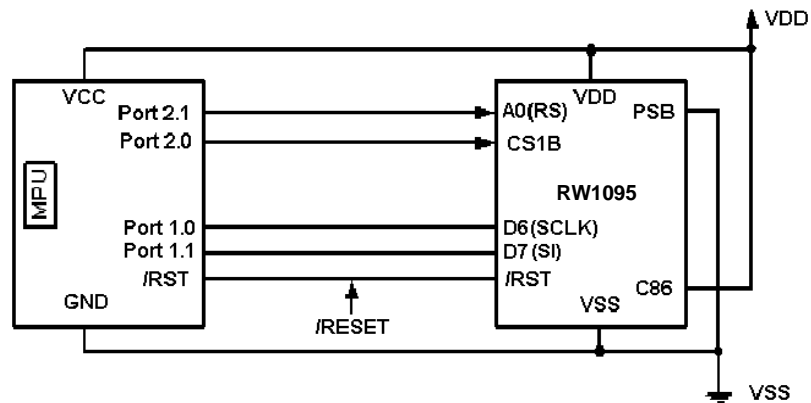 VDD
VCC
Port 2.1
Port 2.0
MPU
Port 1.0
Port 1.1
/RST
GND
/RESET
VDD
A0(RS)
PSB
CS1B
RW1095
D6(SCLK)
D7(SI)
/RST
C86
VSS
VSS